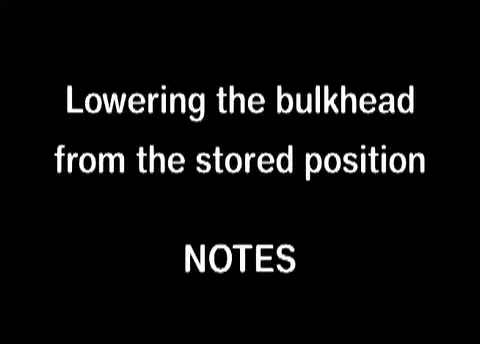 Lowering the bulkhead
from the stored position
NOTES